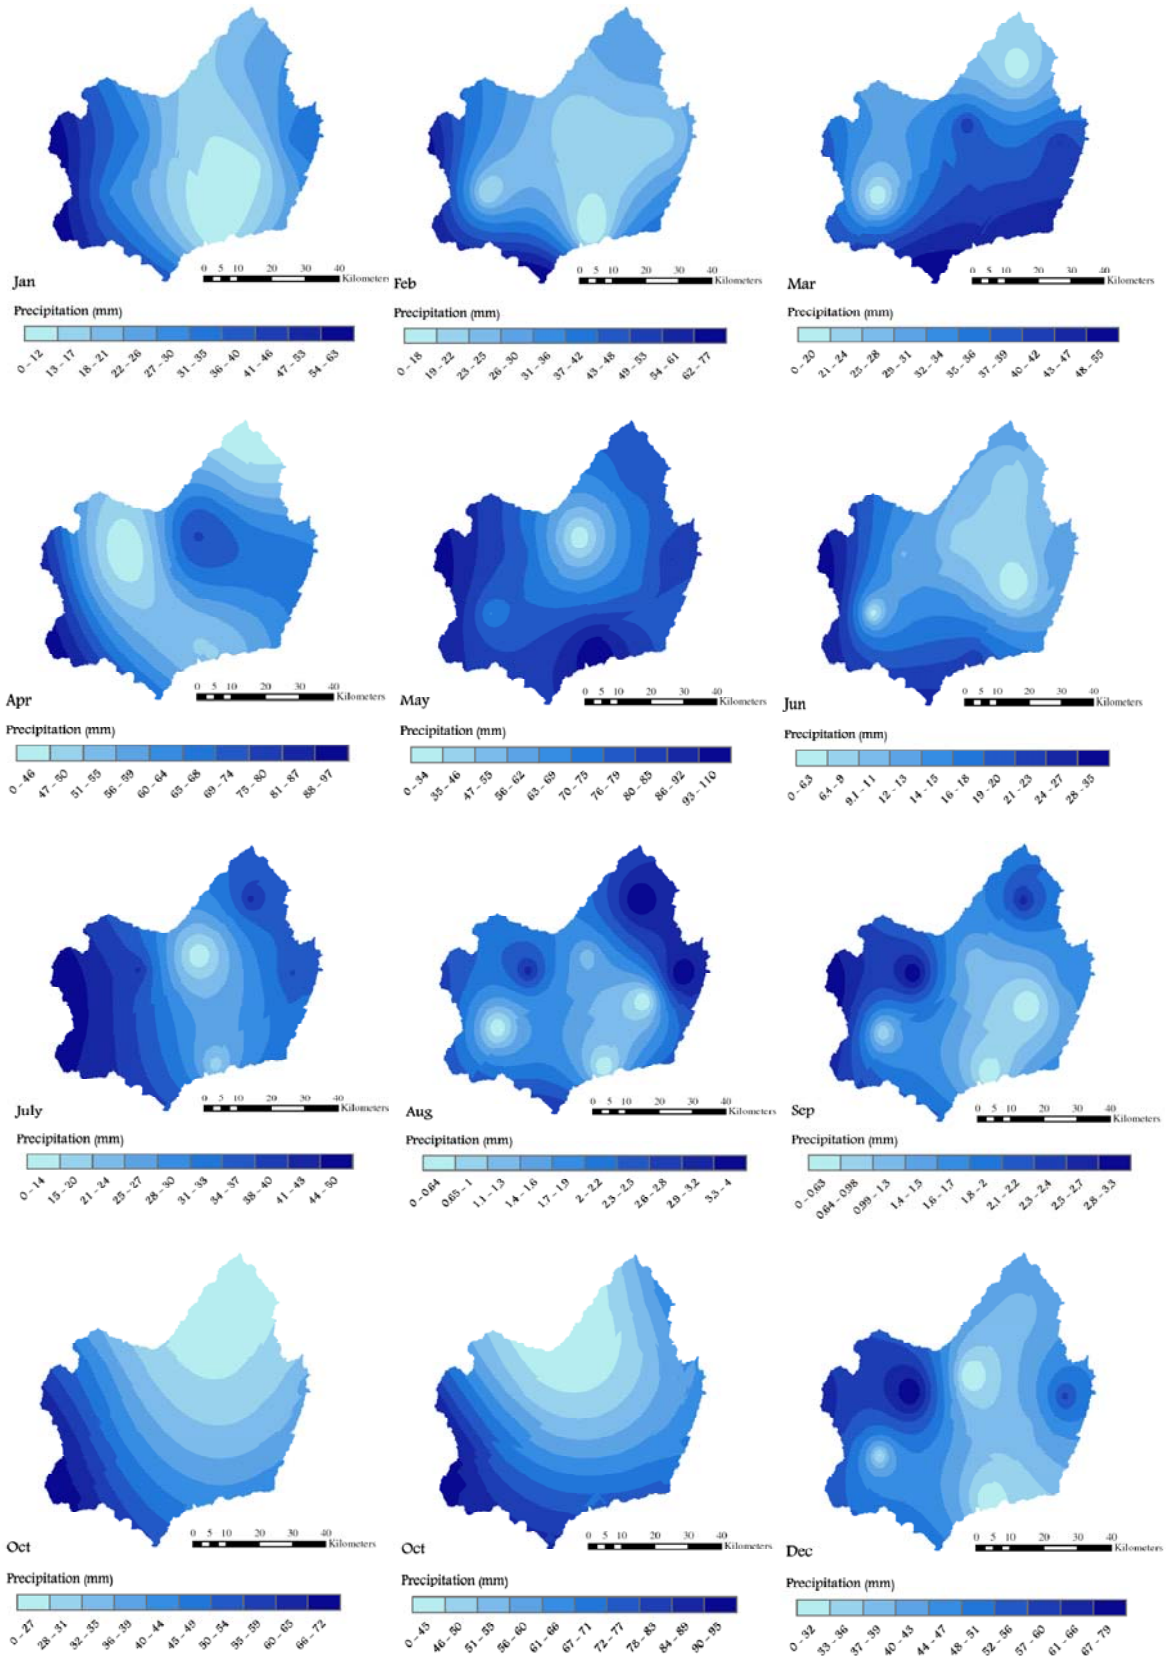 0 5 10 20 30 40
Kilometers
Jan
Precipitation (mm)
0 - 12 13 - 17 18 - 21 22 - 26 27 - 30 31 - 35 36 - 40 41 - 46 47 - 53 54 - 63
0 5 10 20 30 40
Kilometers
Feb
Precipitation (mm)
0 - 18 19 - 22 23 - 25 26 - 30 31 - 36 37 - 42 43 - 48 49 - 53 54 - 61 62 - 77
0 5 10 20 30 40
Kilometers
Mar
Precipitation (mm)
0 - 20 21 - 24 25 - 28 29 - 31 32 - 34 35 - 36 37 - 39 40 - 42 43 - 47 48 - 55
0 5 10 20 30 40
Kilometers
Apr
Precipitation (mm)
0 - 46 47 - 50 51 - 55 56 - 59 60 - 64 65 - 68 69 - 74 75 - 80 81 - 87 88 - 97
0 5 10 20 30 40
Kilometers
May
Precipitation (mm)
0 - 34 35 - 46 47 - 55 56 - 62 63 - 69 70 - 75 76 - 79 80 - 85 86 - 92 93 - 110
0 5 10 20 30 40
Kilometers
Jun
Precipitation (mm)
0 - 6.3 6.4 - 9 9.1 - 11 12 - 13 14 - 15 16 - 18 19 - 20 21 - 23 24 - 27 28 - 35
0 5 10 20 30 40
Kilometers
July
Precipitation (mm)
0 - 14 15 - 20 21 - 24 25 - 27 28 - 30 31 - 33 34 - 37 38 - 40 41 - 43 44 - 50
0 5 10 20 30 40
Kilometers
Aug
Precipitation (mm)
0 - 0.64 0.65 - 1 1.1 - 1.3 1.4 - 1.6 1.7 - 1.9 2 - 2.2 2.3 - 2.5 2.6 - 2.8 2.9 - 3.2 3.3 - 4
0 5 10 20 30 40
Kilometers
Sep
Precipitation (mm)
0 - 0.63 0.64 - 0.98 0.99 - 1.3 1.4 - 1.5 1.6 - 1.7 1.8 - 2 2.1 - 2.2 2.3 - 2.4 2.5 - 2.7 2.8 - 3.3
0 5 10 20 30 40
Kilometers
Oct
Precipitation (mm)
0 - 27 28 - 31 32 - 35 36 - 39 40 - 44 45 - 49 50 - 54 55 - 59 60 - 65 66 - 72
0 5 10 20 30 40
Kilometers
Oct
Precipitation (mm)
0 - 45 46 - 50 51 - 55 56 - 60 61 - 66 67 - 71 72 - 77 78 - 83 84 - 89 90 - 95
0 5 10 20 30 40
Kilometers
Dec
Precipitation (mm)
0 - 32 33 - 36 37 - 39 40 - 43 44 - 47 48 - 51 52 - 56 57 - 60 61 - 66 67 - 79